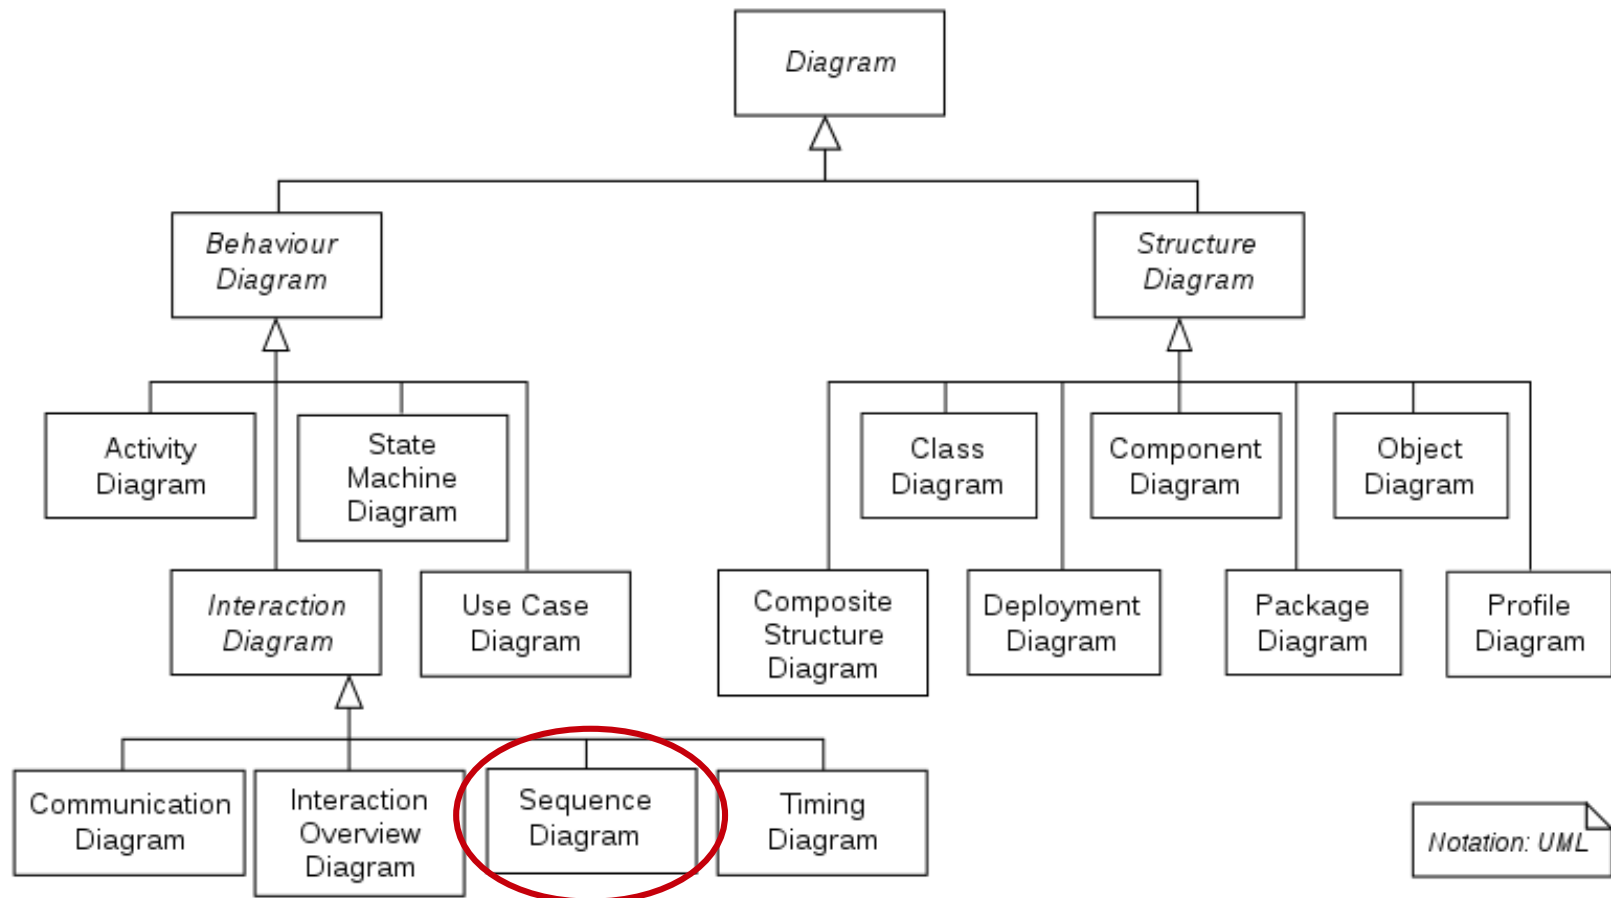 Diagram
Behaviour
Diagram
Structure
Diagram
Activity
Diagram
State
Machine
Diagram
Class
Diagram
Component
Diagram
Object
Diagram
Interaction
Diagram
Use Case
Diagram
Composite
Structure
Diagram
Deployment
Diagram
Package
Diagram
Profile
Diagram
Communication
Diagram
Interaction
Overview
Diagram
Sequence
Diagram
Timing
Diagram
Notation: UML